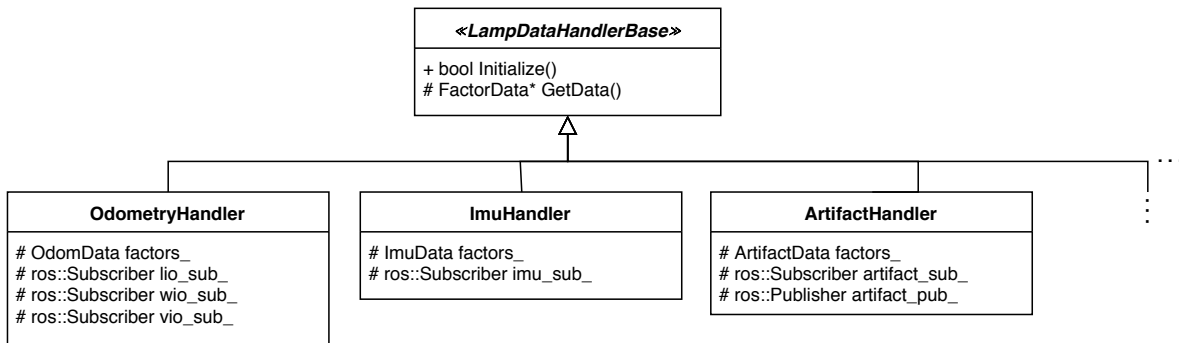 «LampDataHandlerBase»
+ bool Initialize()
# FactorData* GetData()
...
OdometryHandler
ImuHandler
ArtifactHandler
# OdomData factors_
# ros::Subscriber lio_sub_
# ros::Subscriber wio_sub_
# ros::Subscriber vio_sub_
# ImuData factors_
# ros::Subscriber imu_sub_
# ArtifactData factors_
# ros::Subscriber artifact_sub_
# ros::Publisher artifact_pub_